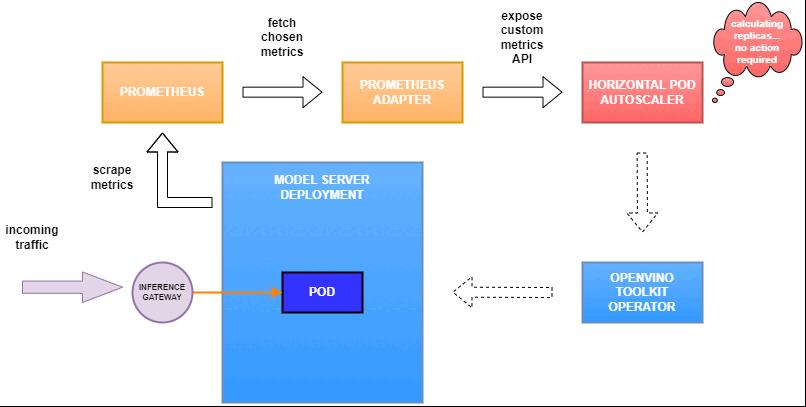 fetch
chosen
metrics
expose
custom
metrics
API
calculating
replicas...
no action
required
PROMETHEUS
PROMETHEUS
ADAPTER
HORIZONTAL POD
AUTOSCALER
scrape
metrics
MODEL SERVER
DEPLOYMENT
incoming
traffic
INFERENCE
GATEWAY
POD
OPENVINO
TOOLKIT
OPERATOR